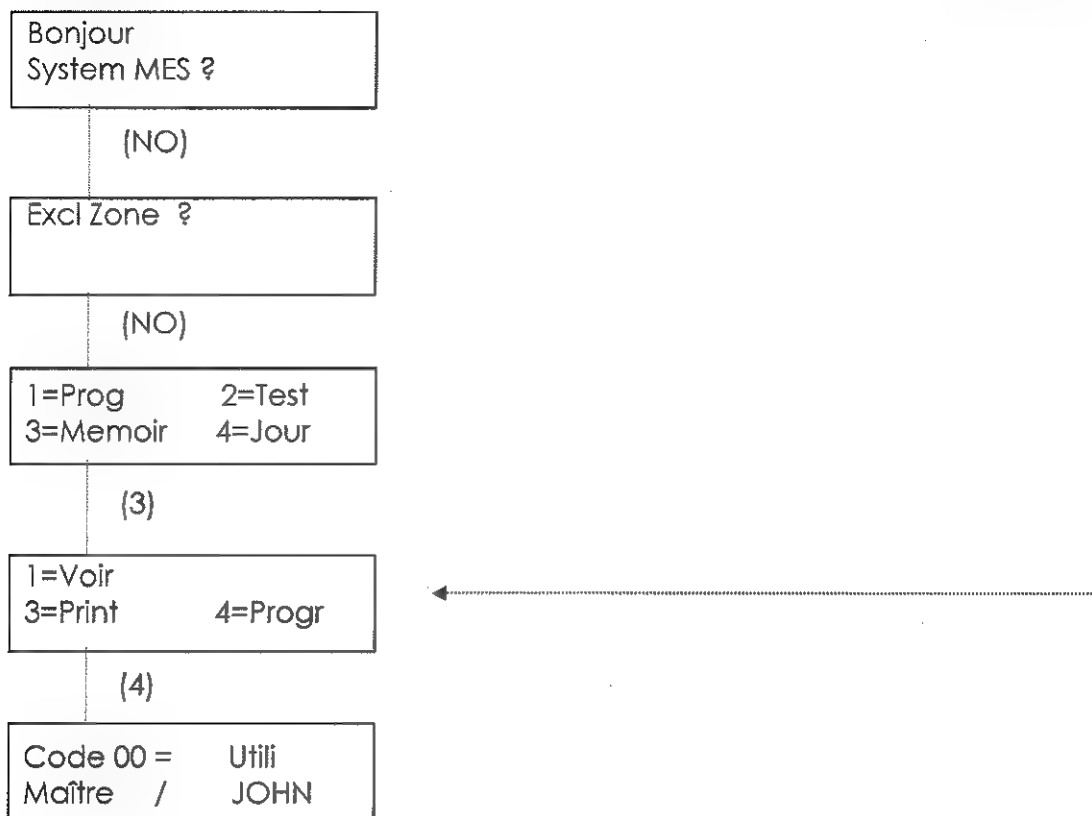 Bonjour
System MES ?
(NO)
Excl Zone ?
(NO)
1=Prog 2=Test
3=Memoir 4=Jour
(3)
1=Voir
3=Print 4=Progr
(4)
Code 00 = Utili
Maître / JOHN